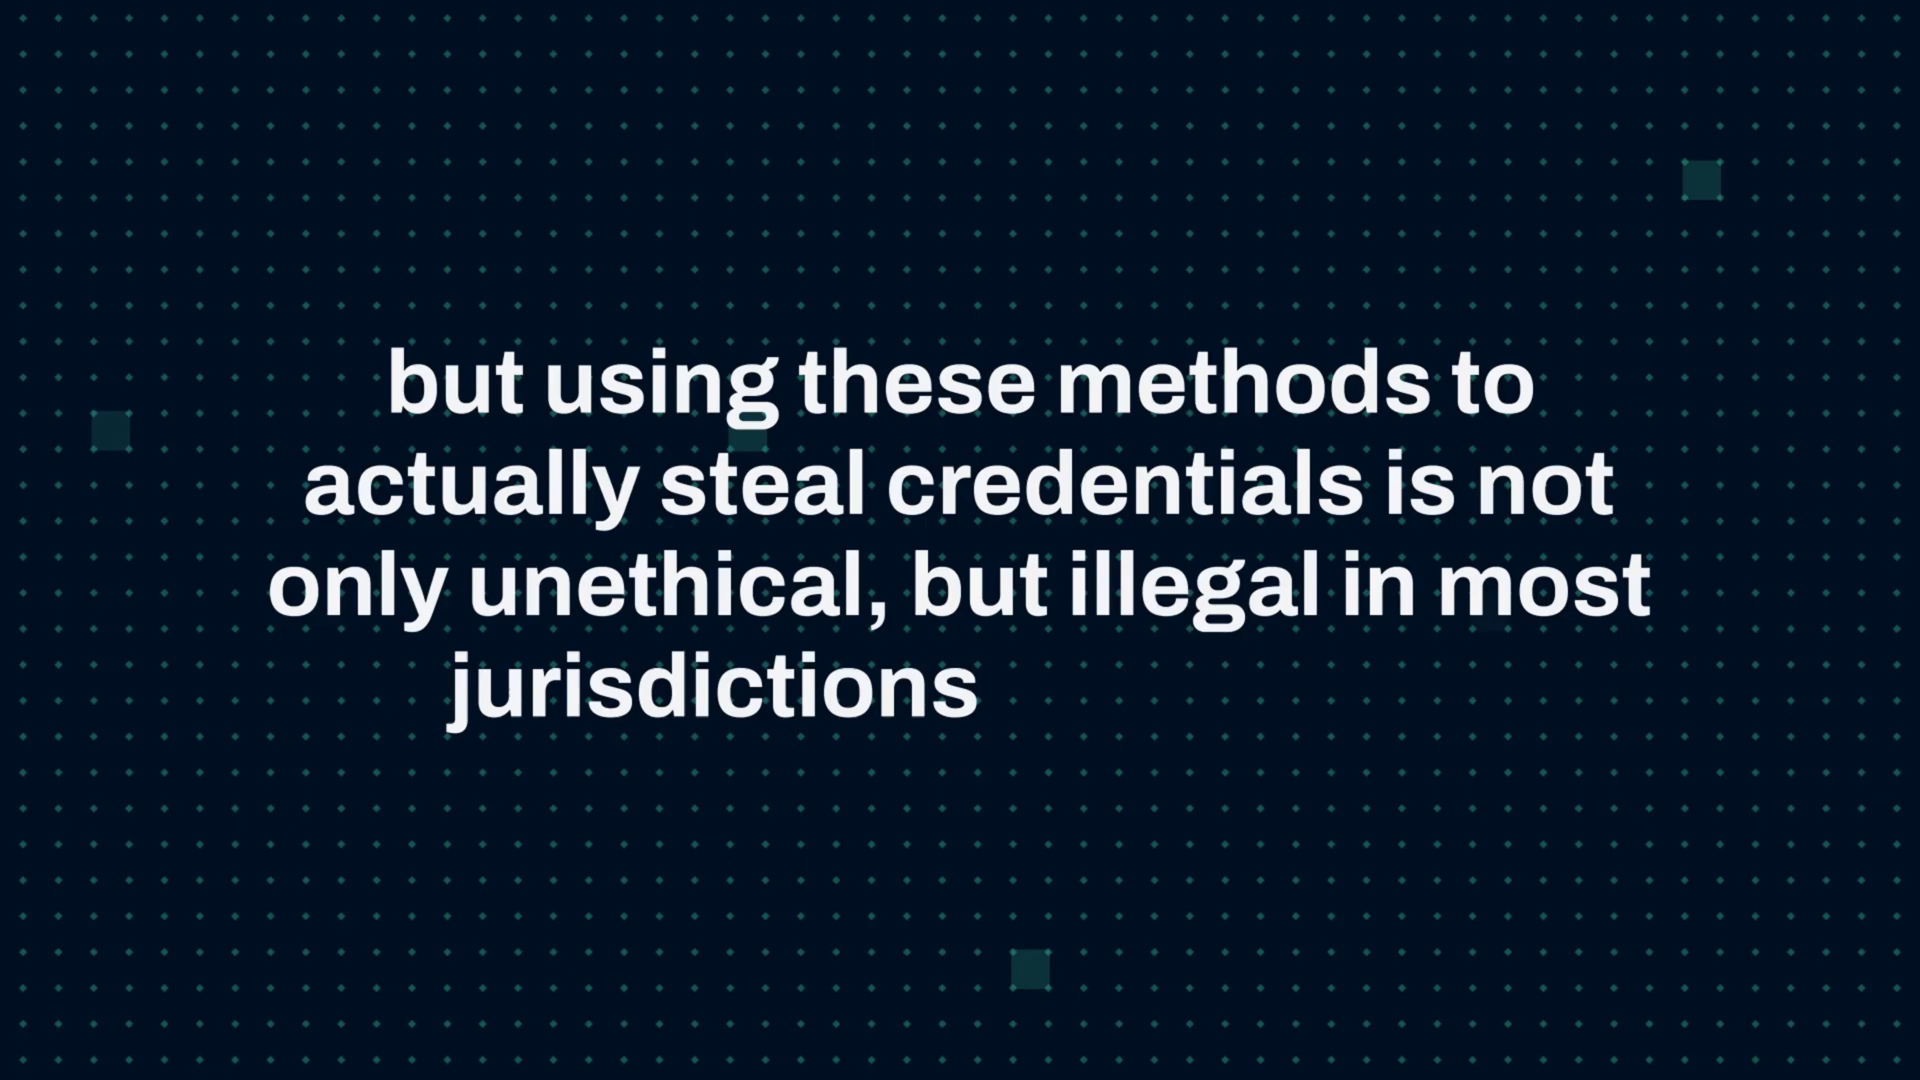 but using these methods to
actually steal credentials is not
only unethical, but illegal in most
jurisdictions